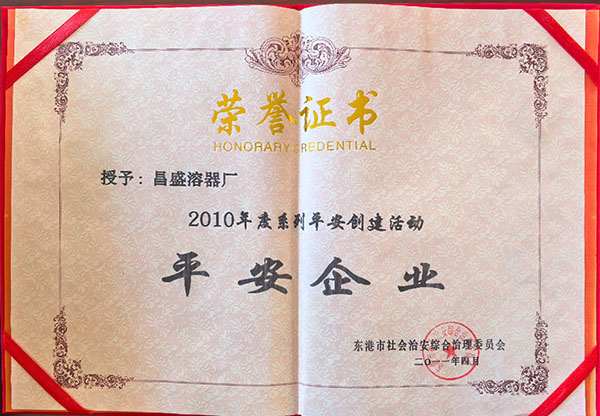 荣誉证书
HONORARY CREDENTIAL
授予：昌盛溶器厂
2010年度系列平安创建活动
平安企业
东港市社会治安综合治理委员会
二〇一一年四月